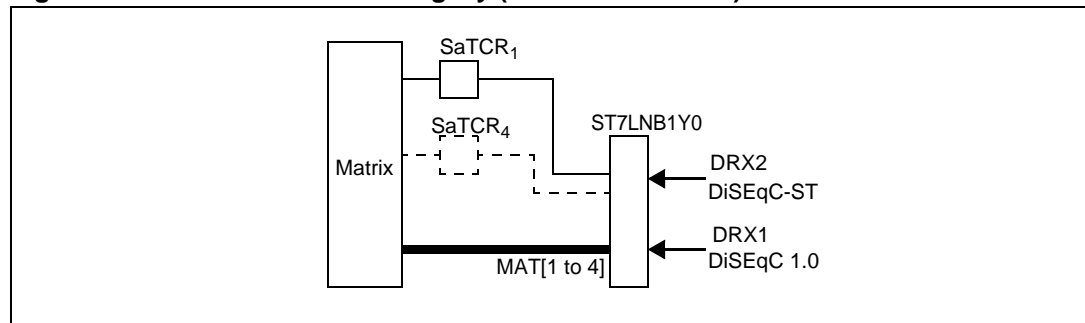 SaTCR1
SaTCR4
ST7LNB1Y0
Matrix
DRX2
DiSEqC-ST
DRX1
DiSEqC 1.0
MAT[1 to 4]